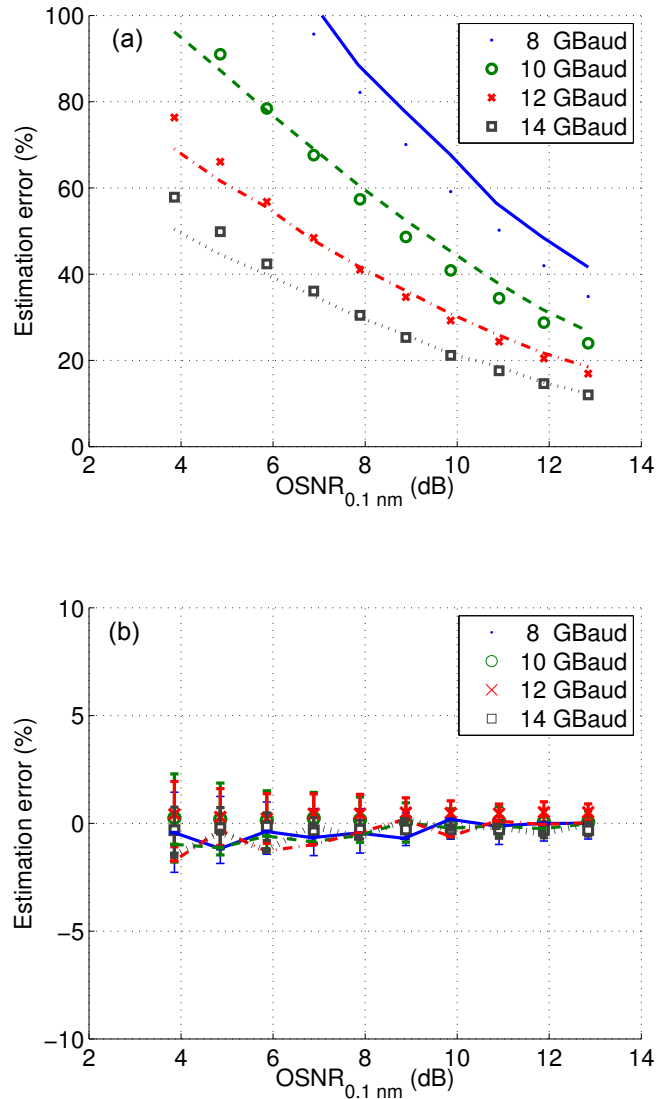 (a)
8 GBaud
10 GBaud
12 GBaud
14 GBaud
100
80
60
40
20
0
Estimation error (%)
2 4 6 8 10 12 14
OSNR0.1 nm (dB)
(b)
8 GBaud
10 GBaud
12 GBaud
14 GBaud
10
5
0
−5
−10
Estimation error (%)
2 4 6 8 10 12 14
OSNR0.1 nm (dB)